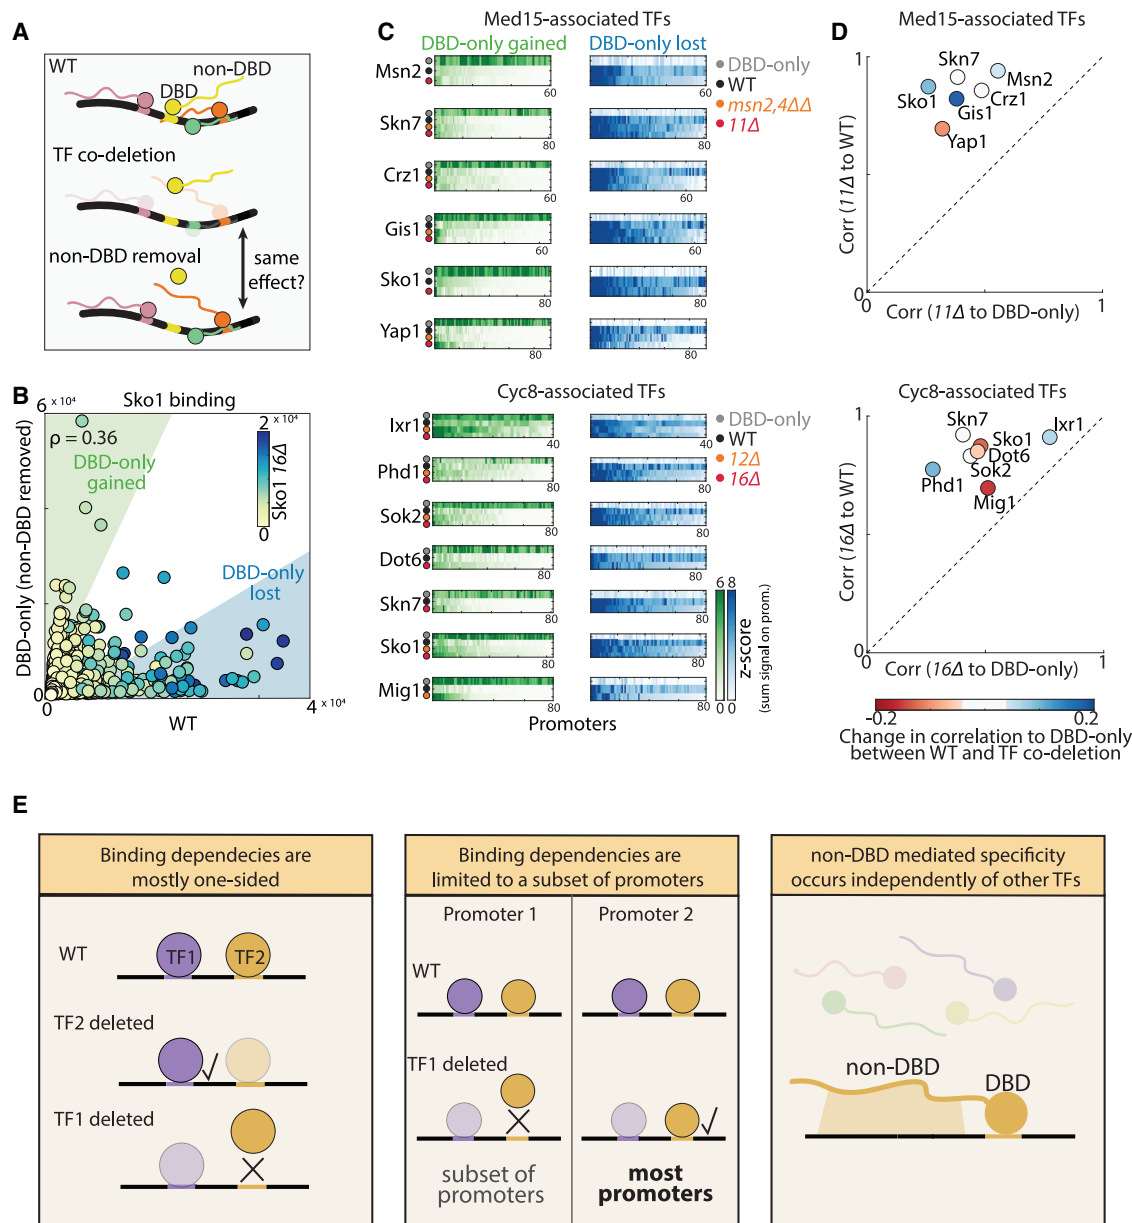 A
WT
non-DBD
DBD
TF co-deletion
non-DBD removal
same
effect?
B
Sko1 binding
6 x 10⁴
ρ = 0.36
DBD-only
gained
2 x 10⁴
Sko1 16Δ
0
DBD-only
lost
DBD-only (non-DBD removed)
0
0
WT
4 x 10⁴
C
Med15-associated TFs
DBD-only gained
DBD-only lost
DBD-only
WT
msn2,4ΔΔ
11Δ
Msn2
60
60
Skn7
80
80
Crz1
80
60
Gis1
60
60
Sko1
80
80
Yap1
80
80
Cyc8-associated TFs
DBD-only
WT
12Δ
16Δ
Ixr1
40
40
Phd1
80
80
Sok2
80
80
Dot6
80
80
Skn7
80
80
Sko1
80
80
Mig1
80
80
Promoters
6 8
0 0
z-score
(sum signal on prom.)
D
Med15-associated TFs
1
Skn7
Msn2
Sko1
Crz1
Gis1
Yap1
Corr (11Δ to WT)
0
0
1
Corr (11Δ to DBD-only)
Cyc8-associated TFs
1
Skn7
Ixr1
Sko1
Dot6
Sok2
Phd1
Mig1
Corr (16Δ to WT)
0
0
1
Corr (16Δ to DBD-only)
-0.2
0.2
Change in correlation to DBD-only
between WT and TF co-deletion
E
Binding dependecies are
mostly one-sided
WT
TF1
TF2
TF2 deleted
TF1 deleted
Binding dependencies are
limited to a subset of promoters
Promoter 1
Promoter 2
WT
TF1 deleted
subset of
promoters
most
promoters
non-DBD mediated specificity
occurs independently of other TFs
non-DBD
DBD